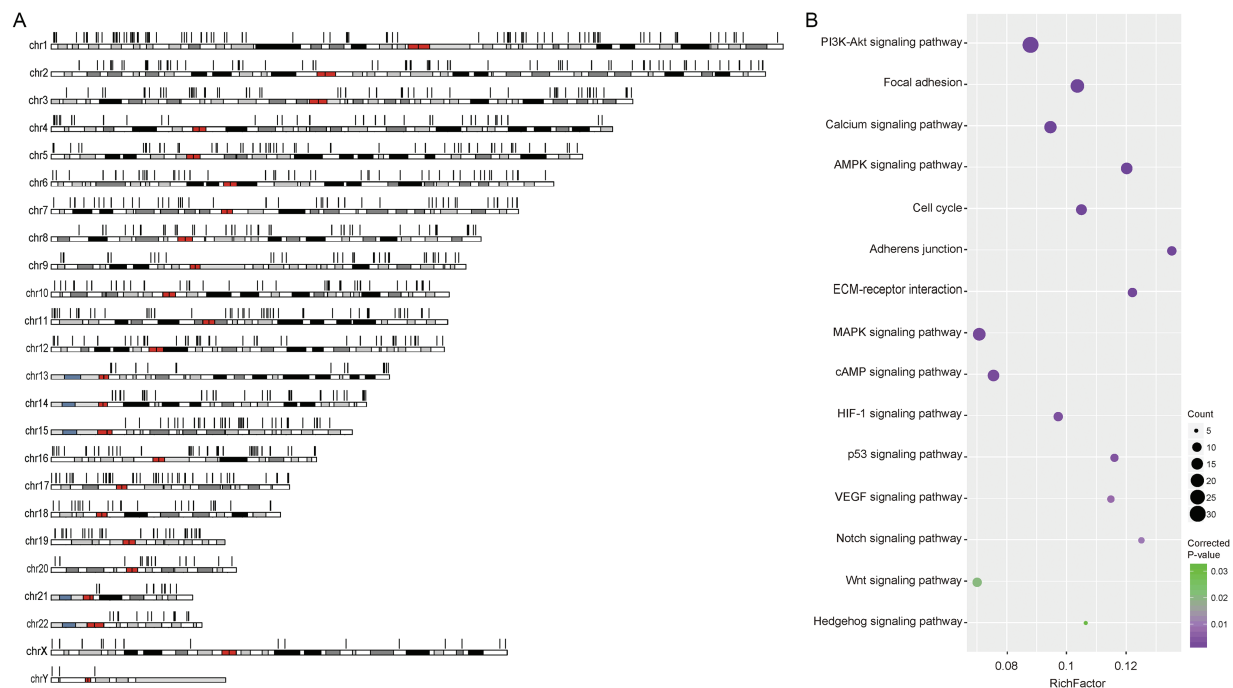 A
chr1
chr2
chr3
chr4
chr5
chr6
chr7
chr8
chr9
chr10
chr11
chr12
chr13
chr14
chr15
chr16
chr17
chr18
chr19
chr20
chr21
chr22
chrX
chrY
B
PI3K-Akt signaling pathway
Focal adhesion
Calcium signaling pathway
AMPK signaling pathway
Cell cycle
Adherens junction
ECM-receptor interaction
MAPK signaling pathway
cAMP signaling pathway
HIF-1 signaling pathway
p53 signaling pathway
VEGF signaling pathway
Notch signaling pathway
Wnt signaling pathway
Hedgehog signaling pathway
0.08 0.1 0.12
RichFactor
Count
5
10
15
20
25
30
Corrected
P-value
0.03
0.02
0.01